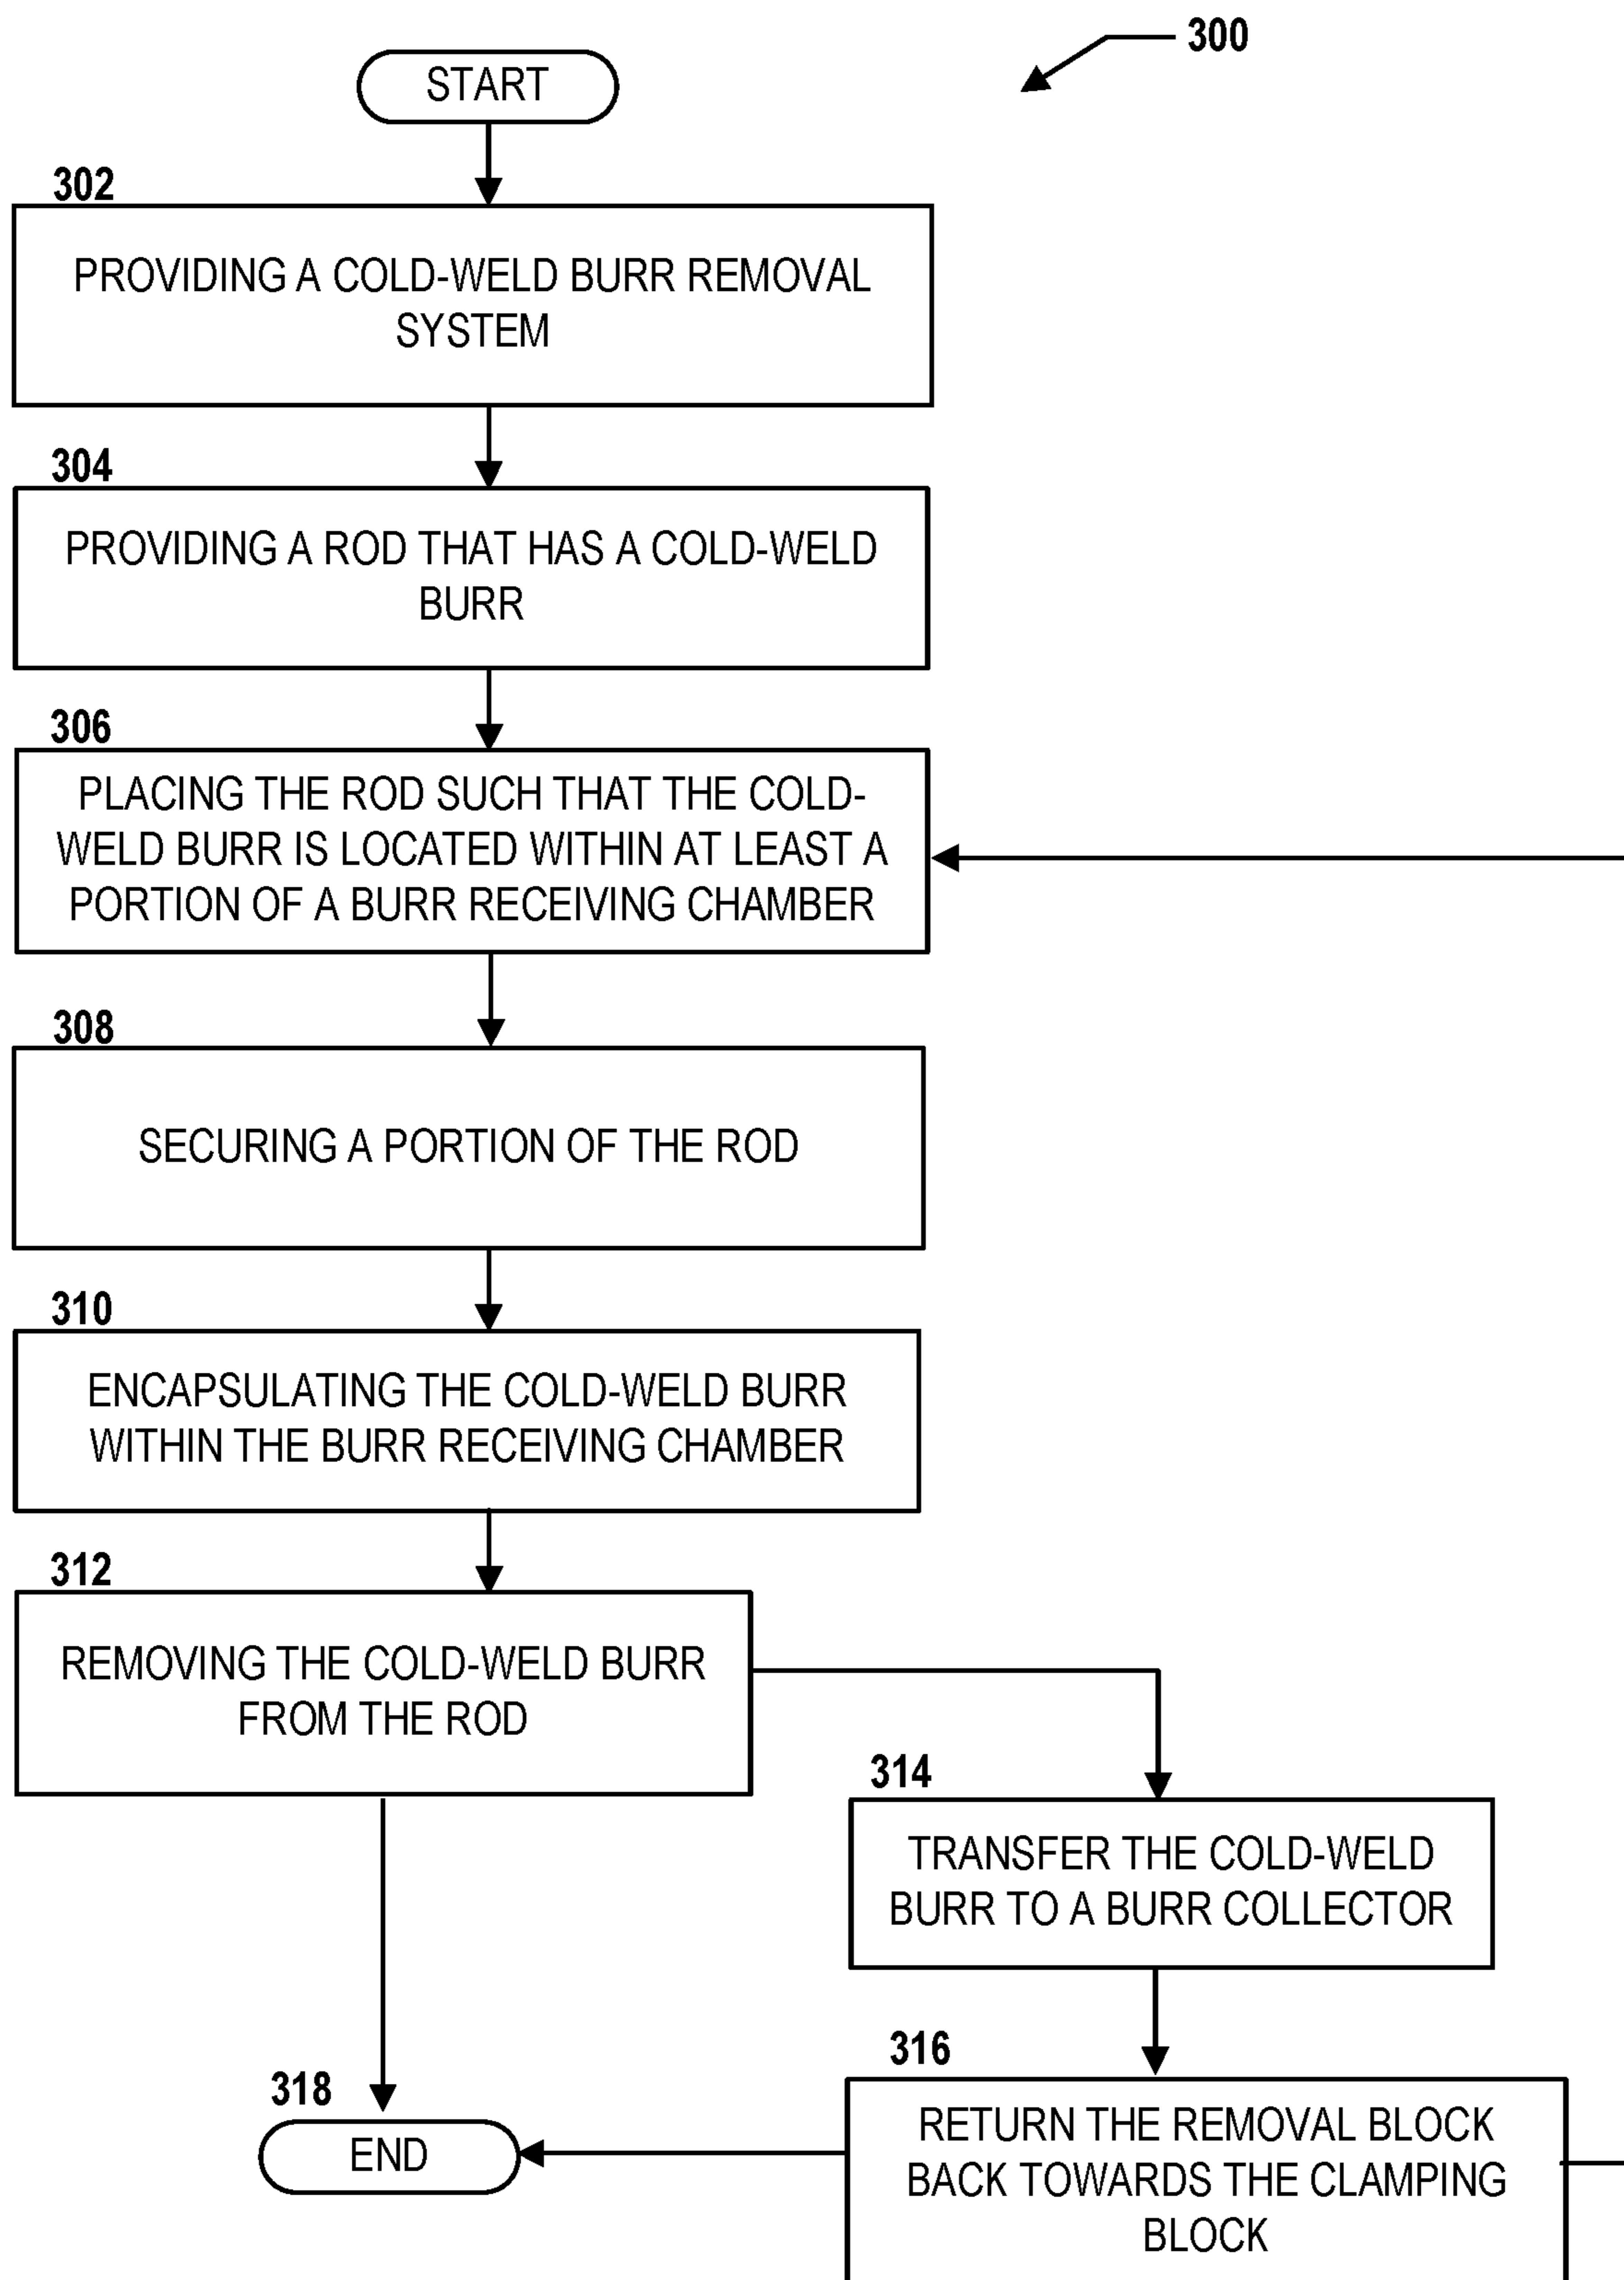 300
START
302
PROVIDING A COLD-WELD BURR REMOVAL
SYSTEM
304
PROVIDING A ROD THAT HAS A COLD-WELD
BURR
306
PLACING THE ROD SUCH THAT THE COLD-
WELD BURR IS LOCATED WITHIN AT LEAST A
PORTION OF A BURR RECEIVING CHAMBER
308
SECURING A PORTION OF THE ROD
310
ENCAPSULATING THE COLD-WELD BURR
WITHIN THE BURR RECEIVING CHAMBER
312
REMOVING THE COLD-WELD BURR
FROM THE ROD
314
TRANSFER THE COLD-WELD
BURR TO A BURR COLLECTOR
316
RETURN THE REMOVAL BLOCK
BACK TOWARDS THE CLAMPING
BLOCK
318
END